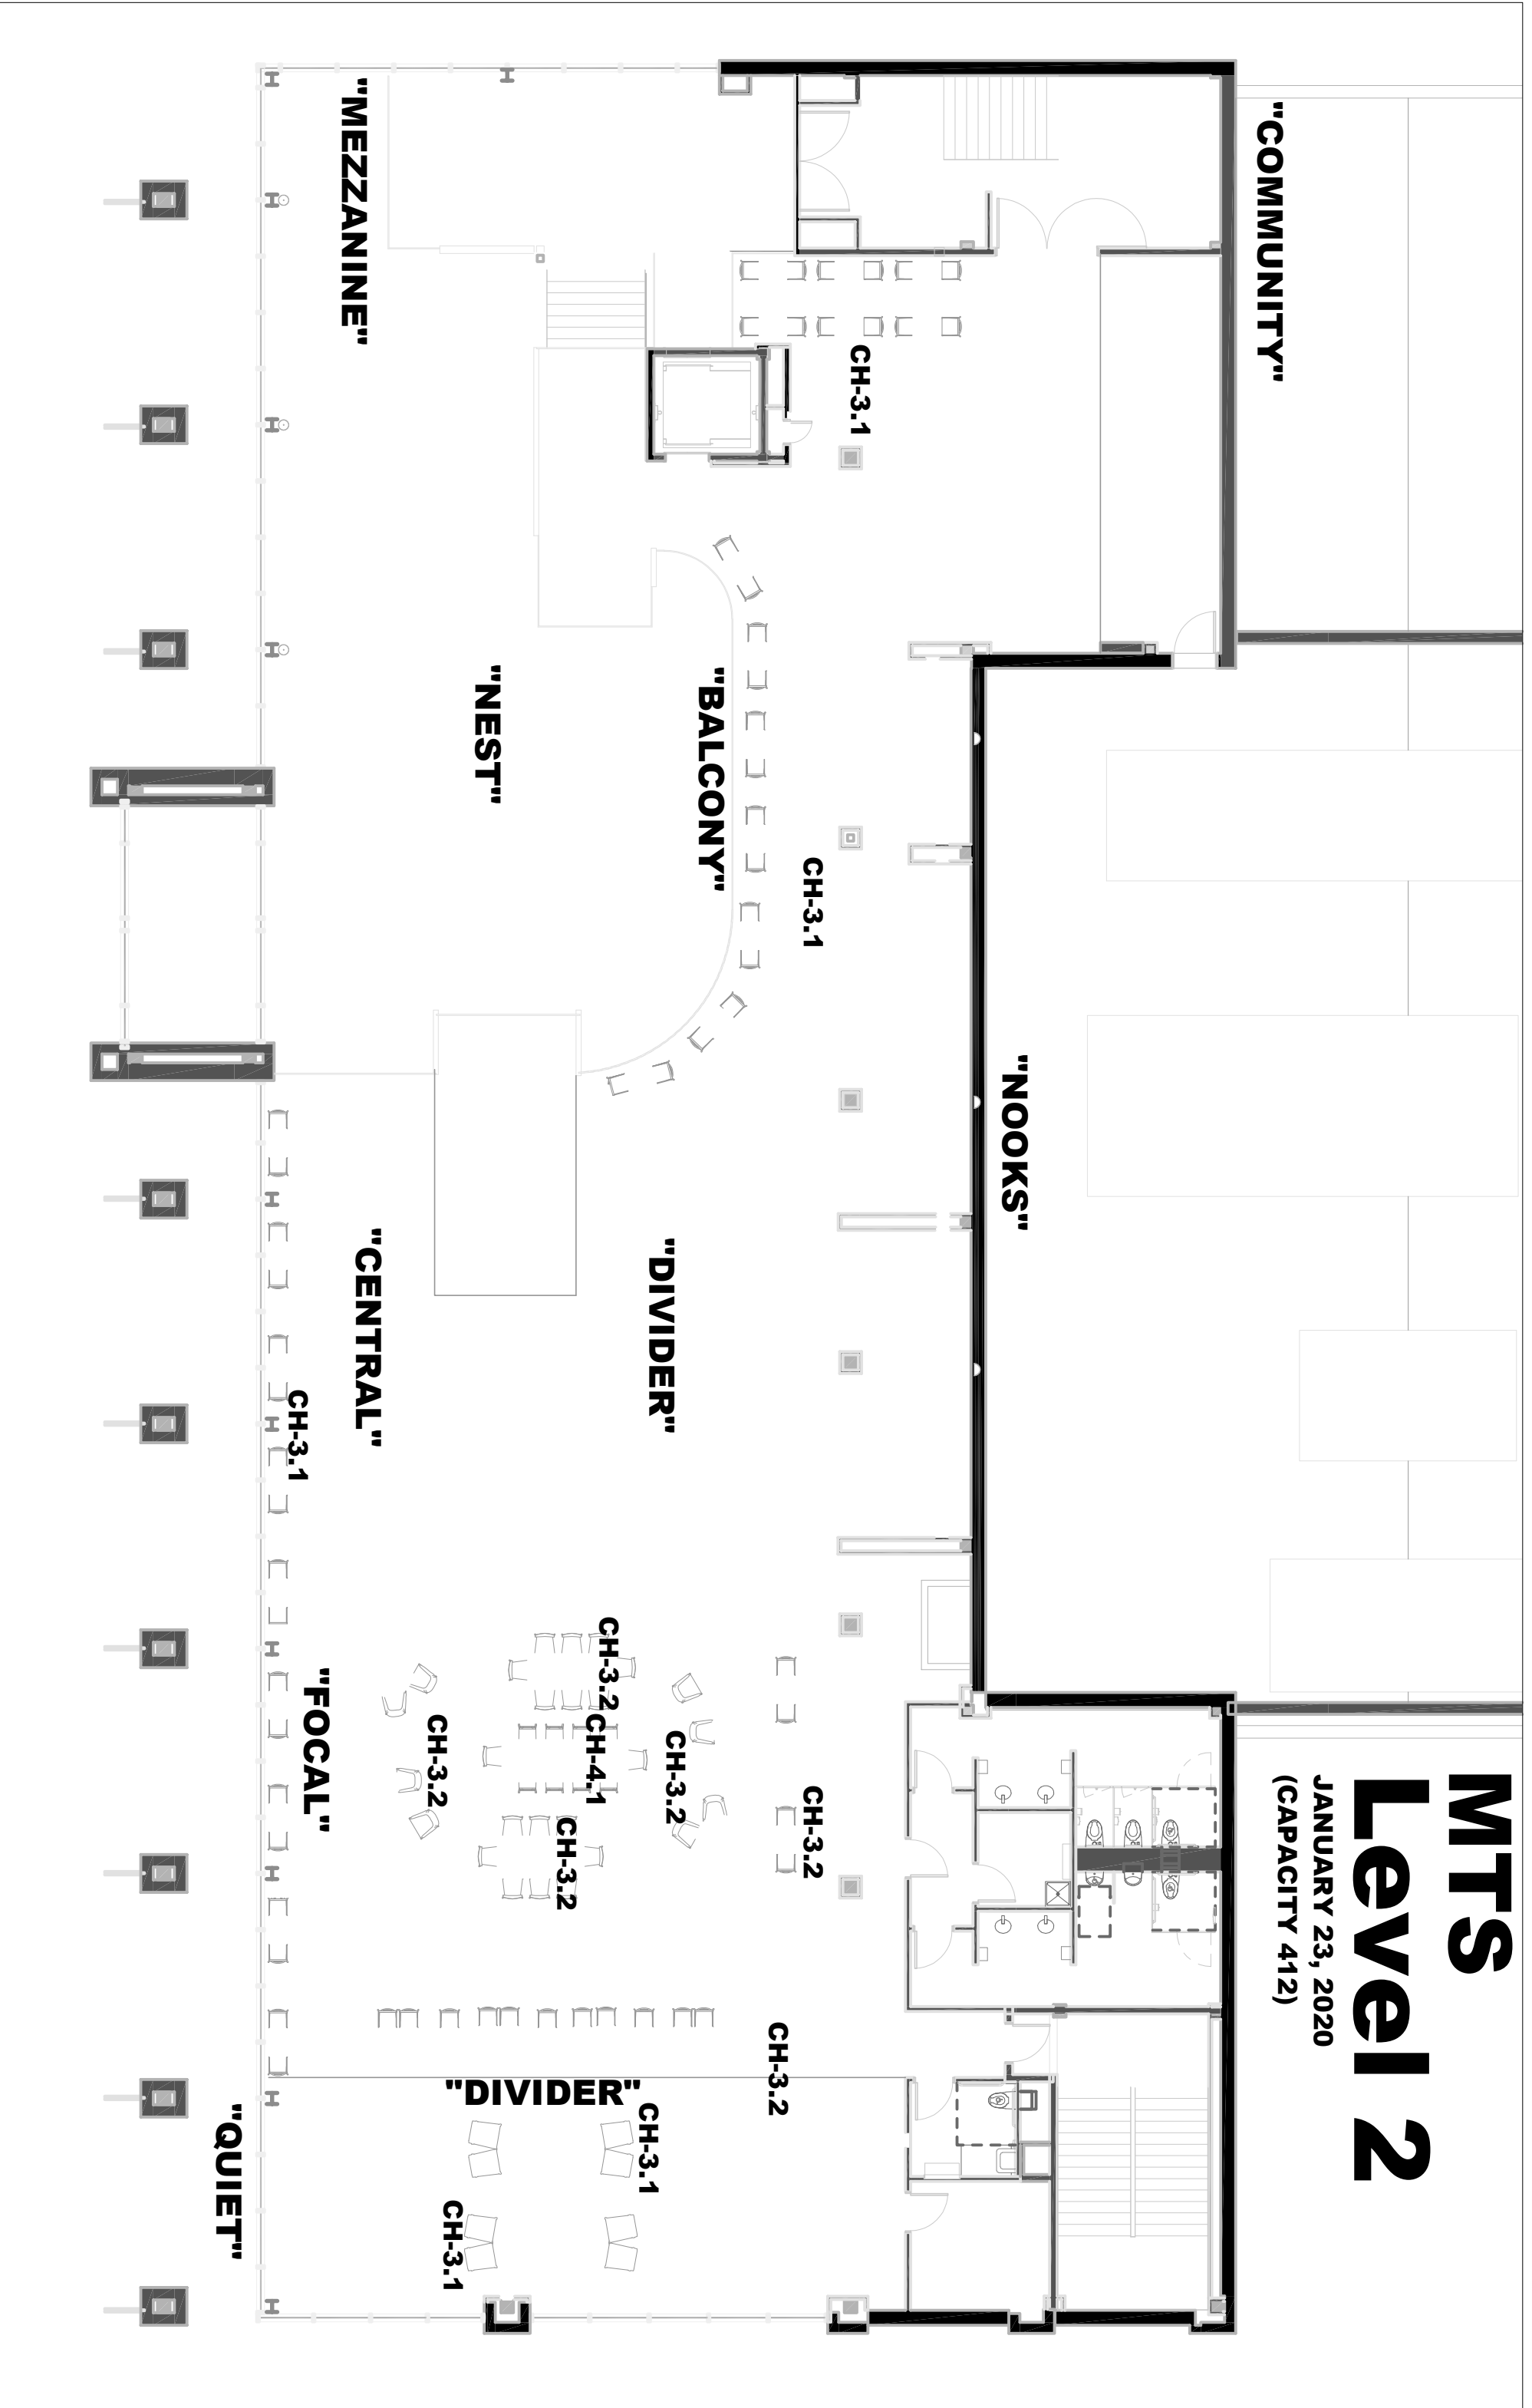 MTS
Level 2
JANUARY 23, 2020
(CAPACITY 412)
"COMMUNITY"
"MEZZANINE"
CH-3.1
"NEST"
"BALCONY"
CH-3.1
"NOOKS"
"CENTRAL"
"DIVIDER"
CH-3.1
"FOCAL"
CH-3.2
CH-3.2
CH-4.1
CH-3.2
CH-3.2
CH-3.2
CH-3.2
"DIVIDER"
CH-3.1
CH-3.1
"QUIET"